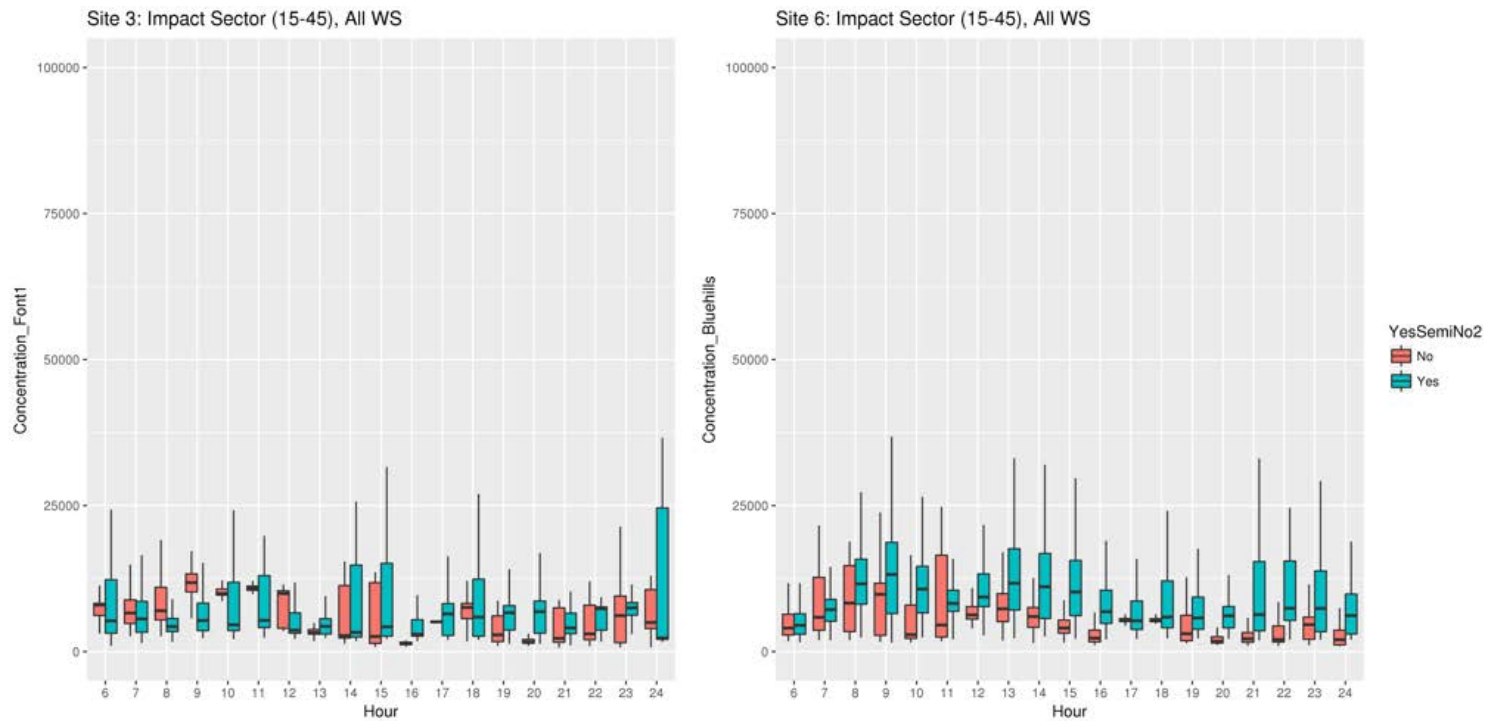 Site 3: Impact Sector (15-45), All WS
100000
75000
50000
25000
0
Concentration_Font1
6 7 8 9 10 11 12 13 14 15 16 17 18 19 20 21 22 23 24
Hour
Site 6: Impact Sector (15-45), All WS
100000
75000
50000
25000
0
Concentration_Bluehills
6 7 8 9 10 11 12 13 14 15 16 17 18 19 20 21 22 23 24
Hour
YesSemiNo2
No
Yes